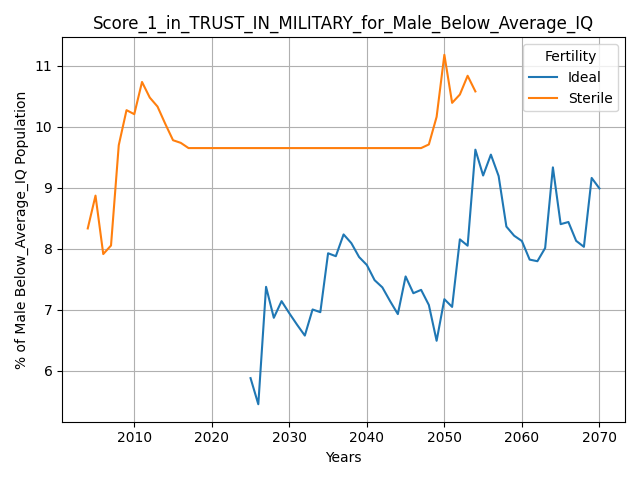 Score_1_in_TRUST_IN_MILITARY_for_Male_Below_Average_IQ
Fertility
Ideal
Sterile
% of Male Below_Average_IQ Population
11
10
9
8
7
6
2010 2020 2030 2040 2050 2060 2070
Years